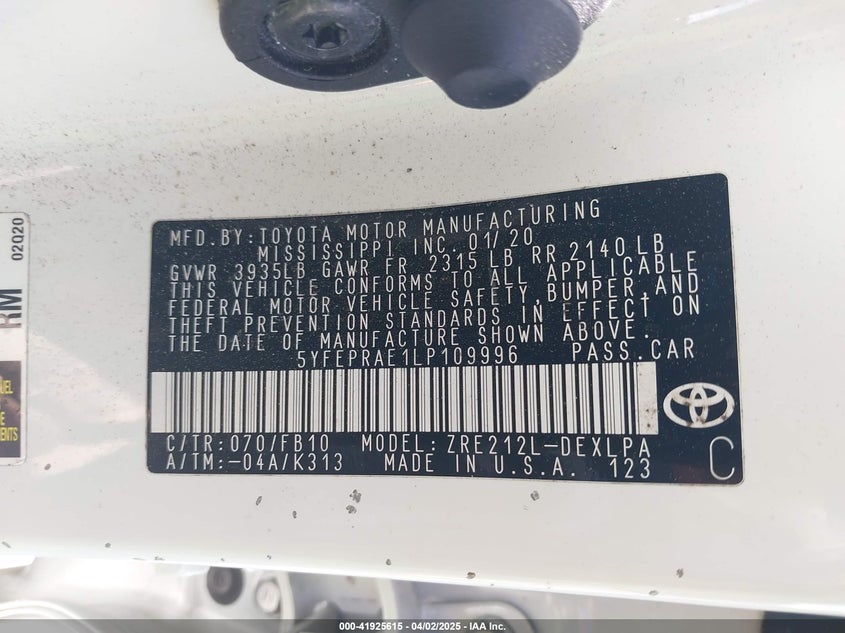 MFD. BY: TOYOTA MOTOR MANUFACTURING
MISSISSIPPI, INC. 01/20
GVWR 3935LB GAWR FR 2315 LB RR 2140 LB
THIS VEHICLE CONFORMS TO ALL APPLICABLE
FEDERAL MOTOR VEHICLE SAFETY, BUMPER, AND
THEFT PREVENTION STANDARDS IN EFFECT ON
THE DATE OF MANUFACTURE SHOWN ABOVE.
5YFEPRAE1LP109996 PASS.CAR
C/TR: 070/FB10 MODEL: ZRE212L-DEXLPA
A/TM: -04A/K313 MADE IN U.S.A. 123
C
02020
RM
000-41925615 - 04/02/2025 - IAA Inc.